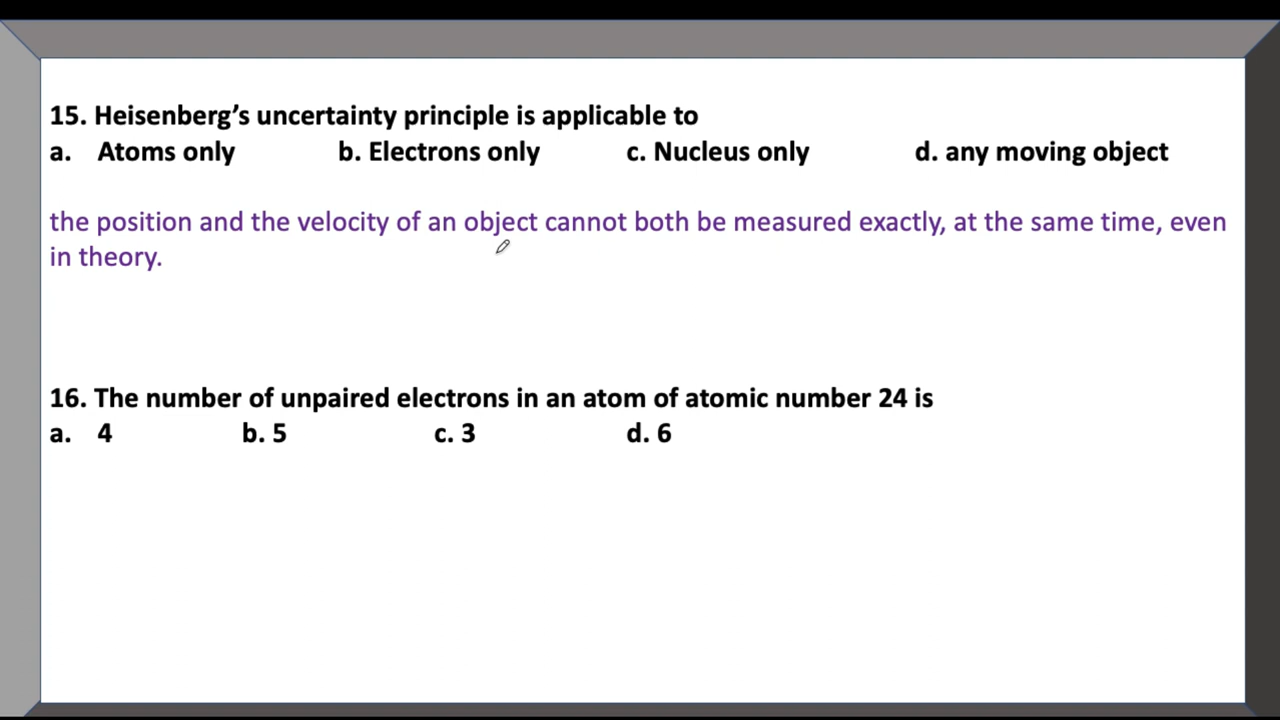 15. Heisenberg’s uncertainty principle is applicable to
a. Atoms only b. Electrons only c. Nucleus only d. any moving object
the position and the velocity of an object cannot both be measured exactly, at the same time, even
in theory.
16. The number of unpaired electrons in an atom of atomic number 24 is
a. 4 b. 5 c. 3 d. 6